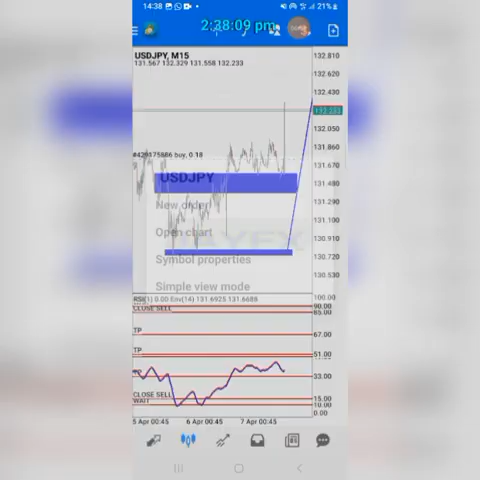 14:38
21%
2:38:09 pm
USDJPY, M15
131.567 132.329 131.558 132.233
132.810
132.620
132.430
132.233
132.050
131.860
#429175986 buy, 0.18
131.670
USDJPY
131.480
New order
131.290
131.100
Open chart
130.910
130.720
Symbol properties
130.530
Simple view mode
RSI(1) 0.00 Env(14) 131.6925 131.6688
100.00
90.00
CLOSE SELL
85.00
TP
67.00
TP
51.00
TP
33.00
CLOSE SELL
15.00
WAIT
10.00
0.00
5 Apr 00:45 6 Apr 00:45 7 Apr 00:45